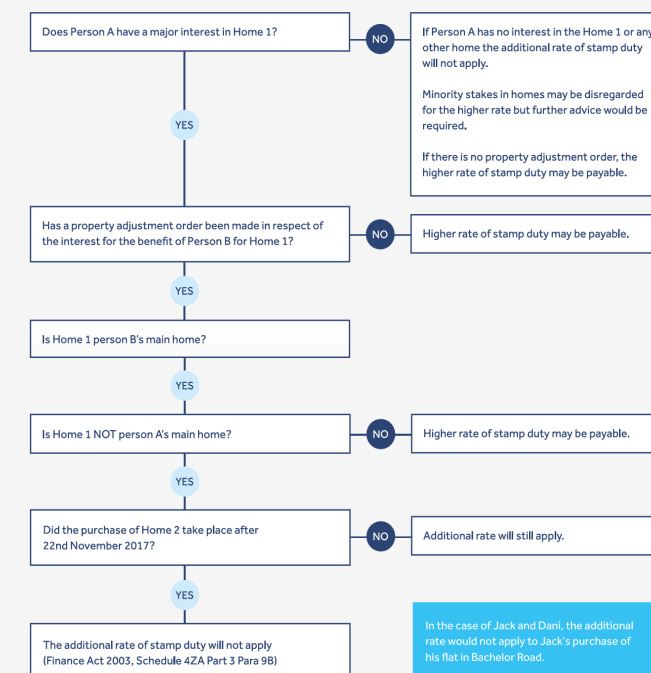 Does Person A have a major interest in Home 1?
NO
If Person A has no interest in the Home 1 or any
other home the additional rate of stamp duty
will not apply.
Minority stakes in homes may be disregarded
for the higher rate but further advice would be
required.
If there is no property adjustment order, the
higher rate of stamp duty may be payable.
YES
Has a property adjustment order been made in respect of
the interest for the benefit of Person B for Home 1?
NO
Higher rate of stamp duty may be payable.
YES
Is Home 1 person B's main home?
YES
Is Home 1 NOT person A's main home?
NO
Higher rate of stamp duty may be payable.
YES
Did the purchase of Home 2 take place after
22nd November 2017?
NO
Additional rate will still apply.
YES
The additional rate of stamp duty will not apply
(Finance Act 2003, Schedule 4ZA Part 3 Para 9B)
In the case of Jack and Dani, the additional
rate would not apply to Jack's purchase of
his flat in Bachelor Road.